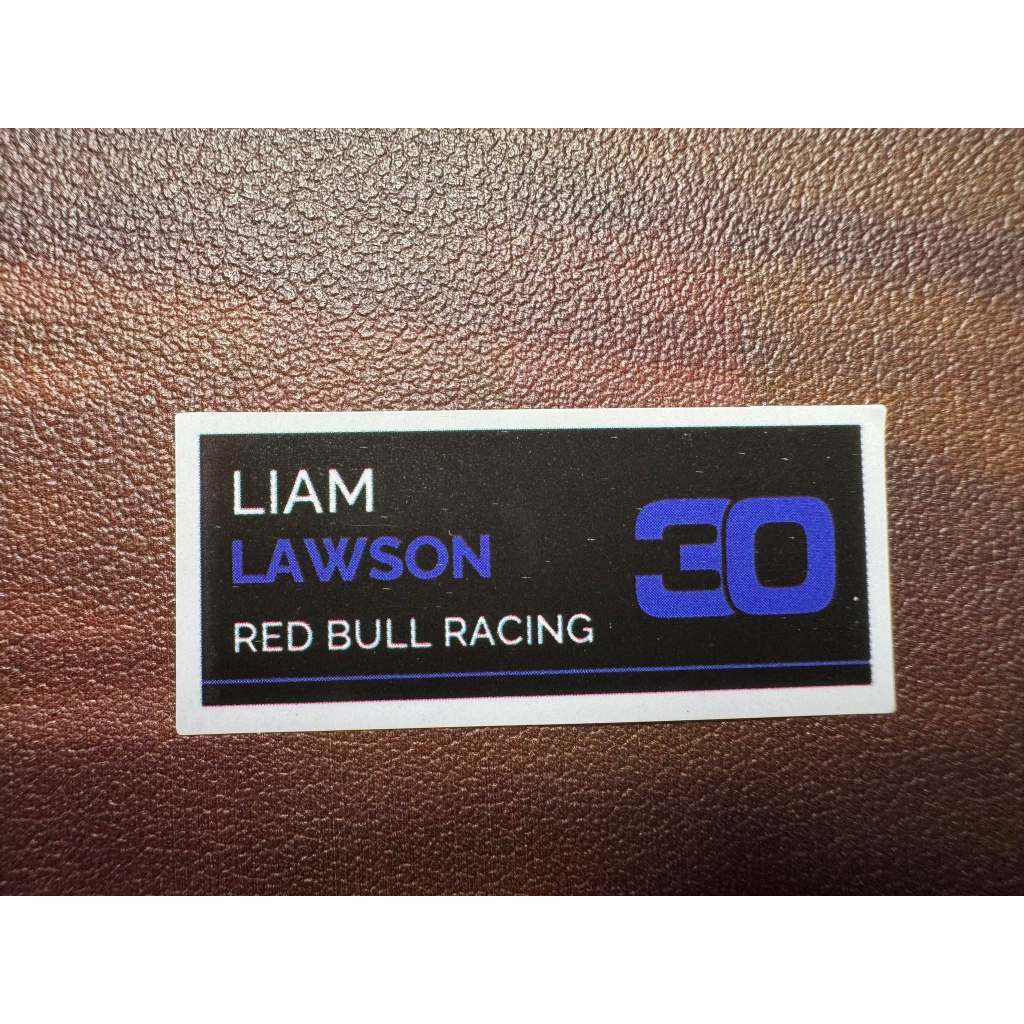 LIAM
LAWSON
30
RED BULL RACING